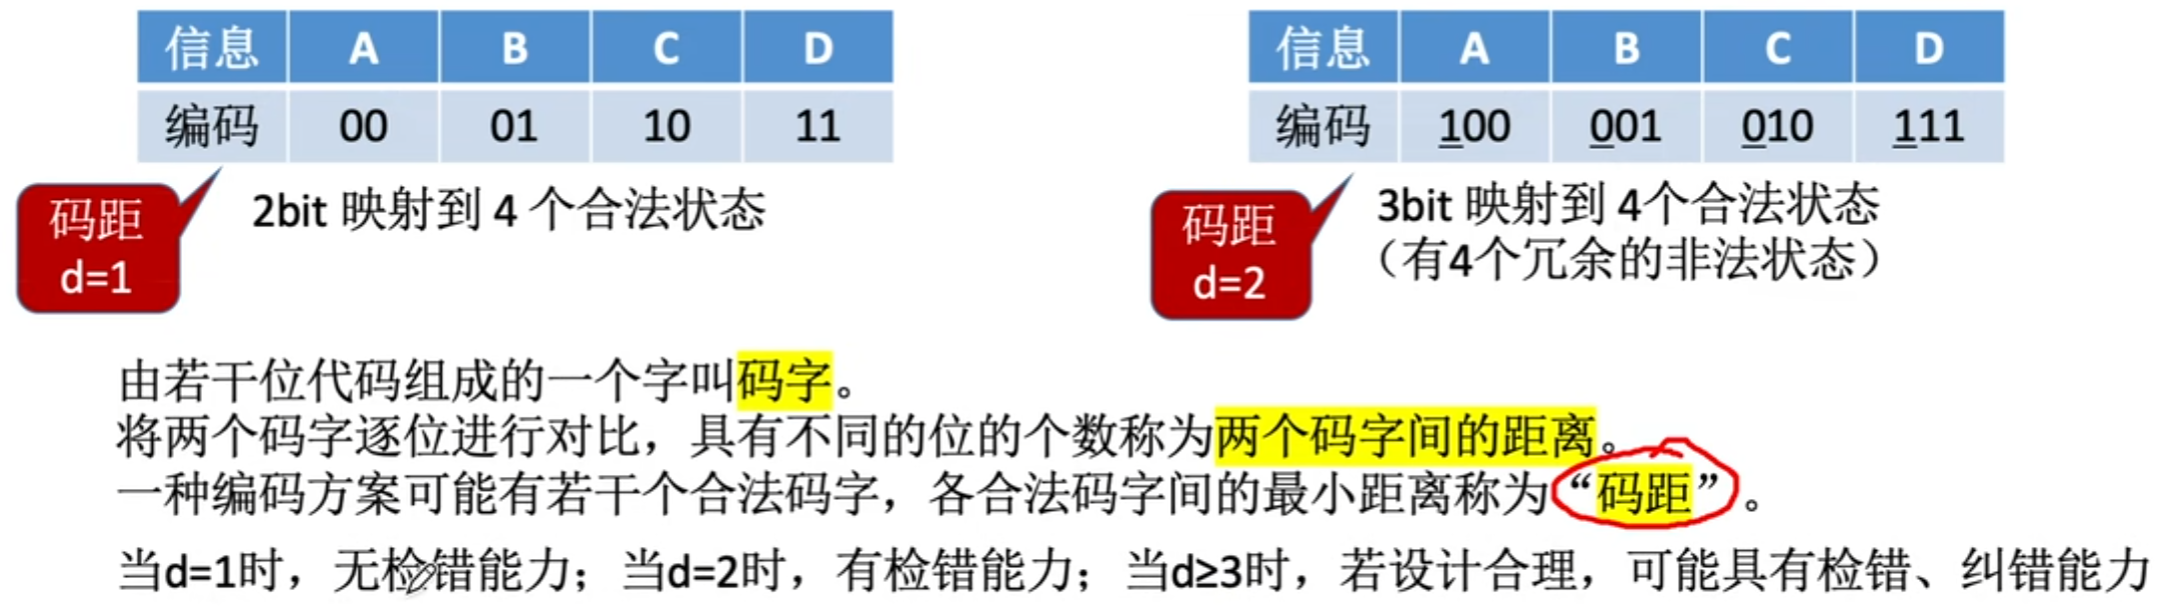 信息 A B C D
编码 00 01 10 11
码距
d=1
2bit 映射到 4 个合法状态
信息 A B C D
编码 100 001 010 111
码距
d=2
3bit 映射到 4个合法状态
（有4个冗余的非法状态）
由若干位代码组成的一个字叫码字。
将两个码字逐位进行对比，具有不同的位的个数称为两个码字间的距离。
一种编码方案可能有若干个合法码字，各合法码字间的最小距离称为“码距”。
当d=1时，无检错能力；当d=2时，有检错能力；当d≥3时，若设计合理，可能具有检错、纠错能力